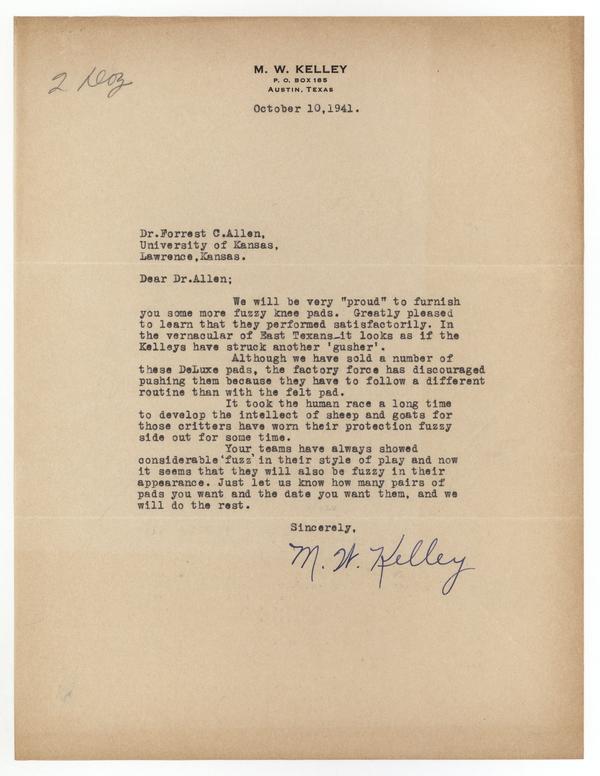 2 Doz
M. W. KELLEY
P. O. BOX 185
AUSTIN, TEXAS
October 10,1941.
Dr.Forrest C.Allen,
University of Kansas,
Lawrence,Kansas.
Dear Dr.Allen;
We will be very "proud" to furnish
you some more fuzzy knee pads. Greatly pleased
to learn that they performed satisfactorily. In
the vernacular of East Texans-it looks as if the
Kelleys have struck another 'gusher'.
Although we have sold a number of
these DeLuxe pads, the factory force has discouraged
pushing them because they have to follow a different
routine than with the felt pad.
It took the human race a long time
to develop the intellect of sheep and goats for
those critters have worn their protection fuzzy
side out for some time.
Your teams have always showed
considerable 'fuzz' in their style of play and now
it seems that they will also be fuzzy in their
appearance. Just let us know how many pairs of
pads you want and the date you want them, and we
will do the rest.
Sincerely,
M. W. Kelley